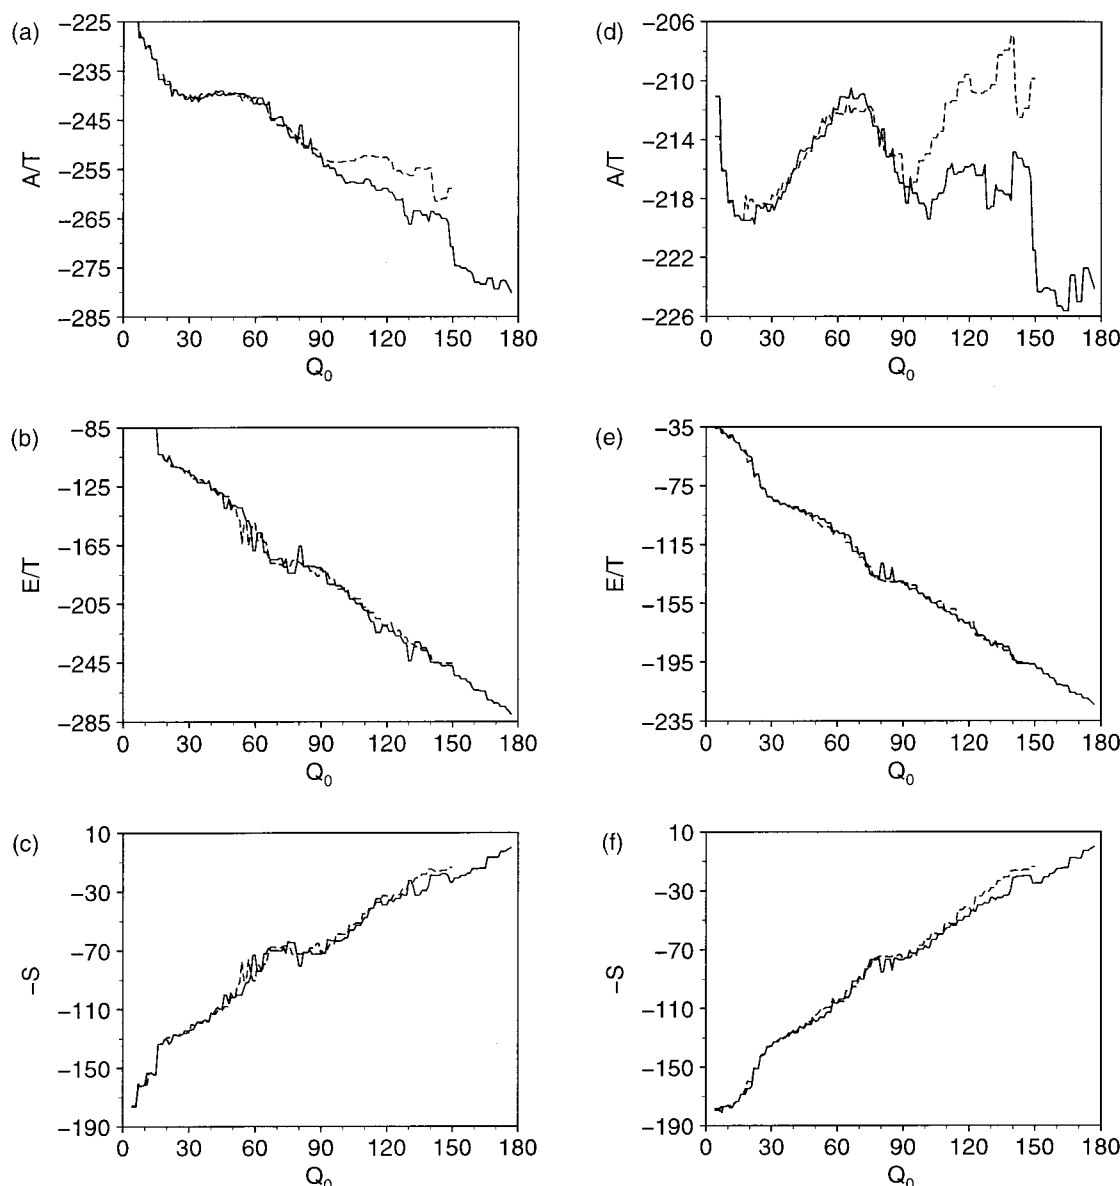 (a)
−225
−235
−245
−255
−265
−275
−285
A/T
0 30 60 90 120 150 180
Q0
(d)
−206
−210
−214
−218
−222
−226
A/T
0 30 60 90 120 150 180
Q0
(b)
−85
−125
−165
−205
−245
−285
E/T
0 30 60 90 120 150 180
Q0
(e)
−35
−75
−115
−155
−195
−235
E/T
0 30 60 90 120 150 180
Q0
(c)
10
−30
−70
−110
−150
−190
−S
0 30 60 90 120 150 180
Q0
(f)
10
−30
−70
−110
−150
−190
−S
0 30 60 90 120 150 180
Q0